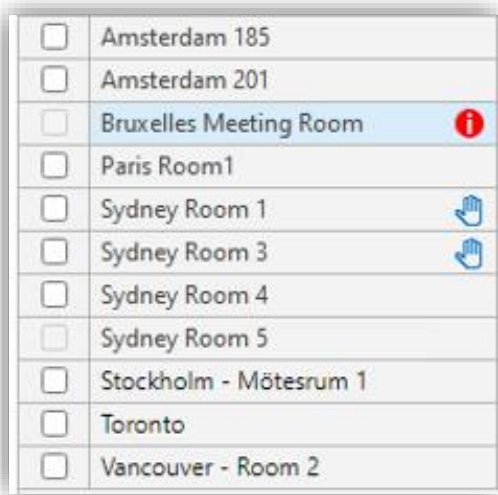 Amsterdam 185
Amsterdam 201
Bruxelles Meeting Room
Paris Room1
Sydney Room 1
Sydney Room 3
Sydney Room 4
Sydney Room 5
Stockholm - Mötesrum 1
Toronto
Vancouver - Room 2